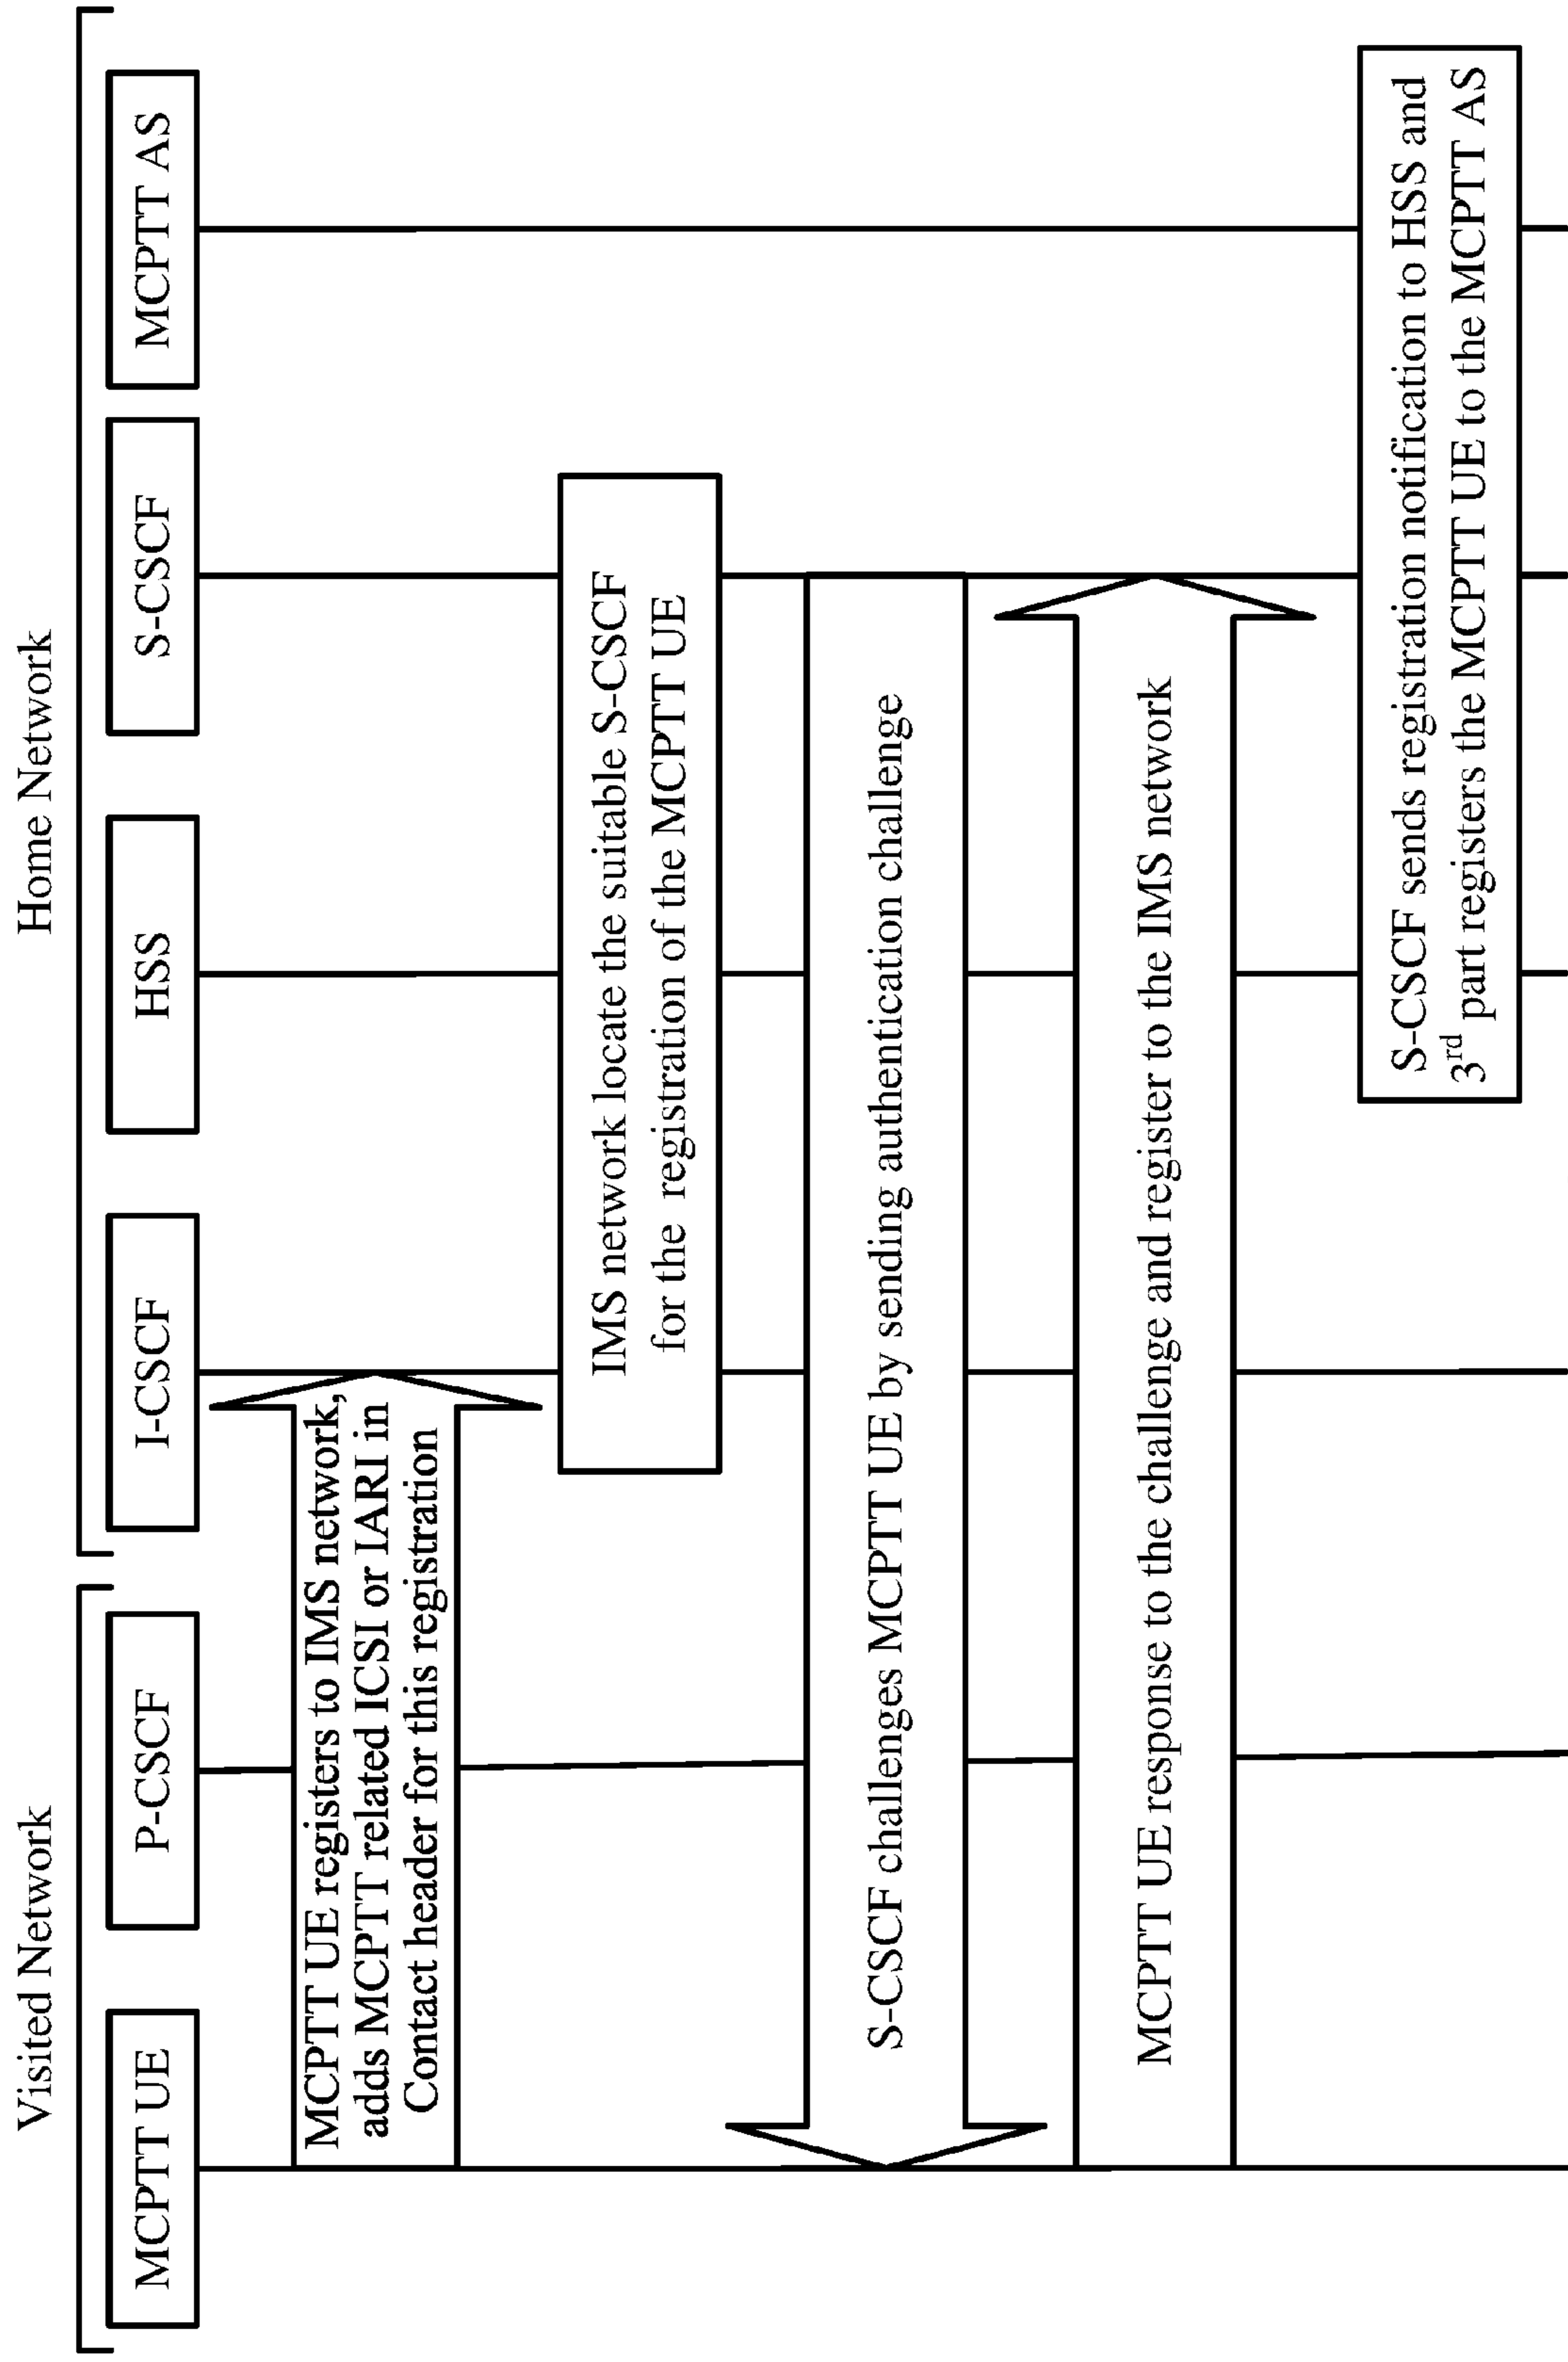 Visited Network
Home Network
MCPTT UE
P-CSCF
I-CSCF
HSS
S-CSCF
MCPTT AS
MCPTT UE registers to IMS network,
adds MCPTT related ICSI or IARI in
Contact header for this registration
IMS network locate the suitable S-CSCF
for the registration of the MCPTT UE
S-CSCF challenges MCPTT UE by sending authentication challenge
MCPTT UE response to the challenge and register to the IMS network
S-CSCF sends registration notification to HSS and
3rd part registers the MCPTT UE to the MCPTT AS